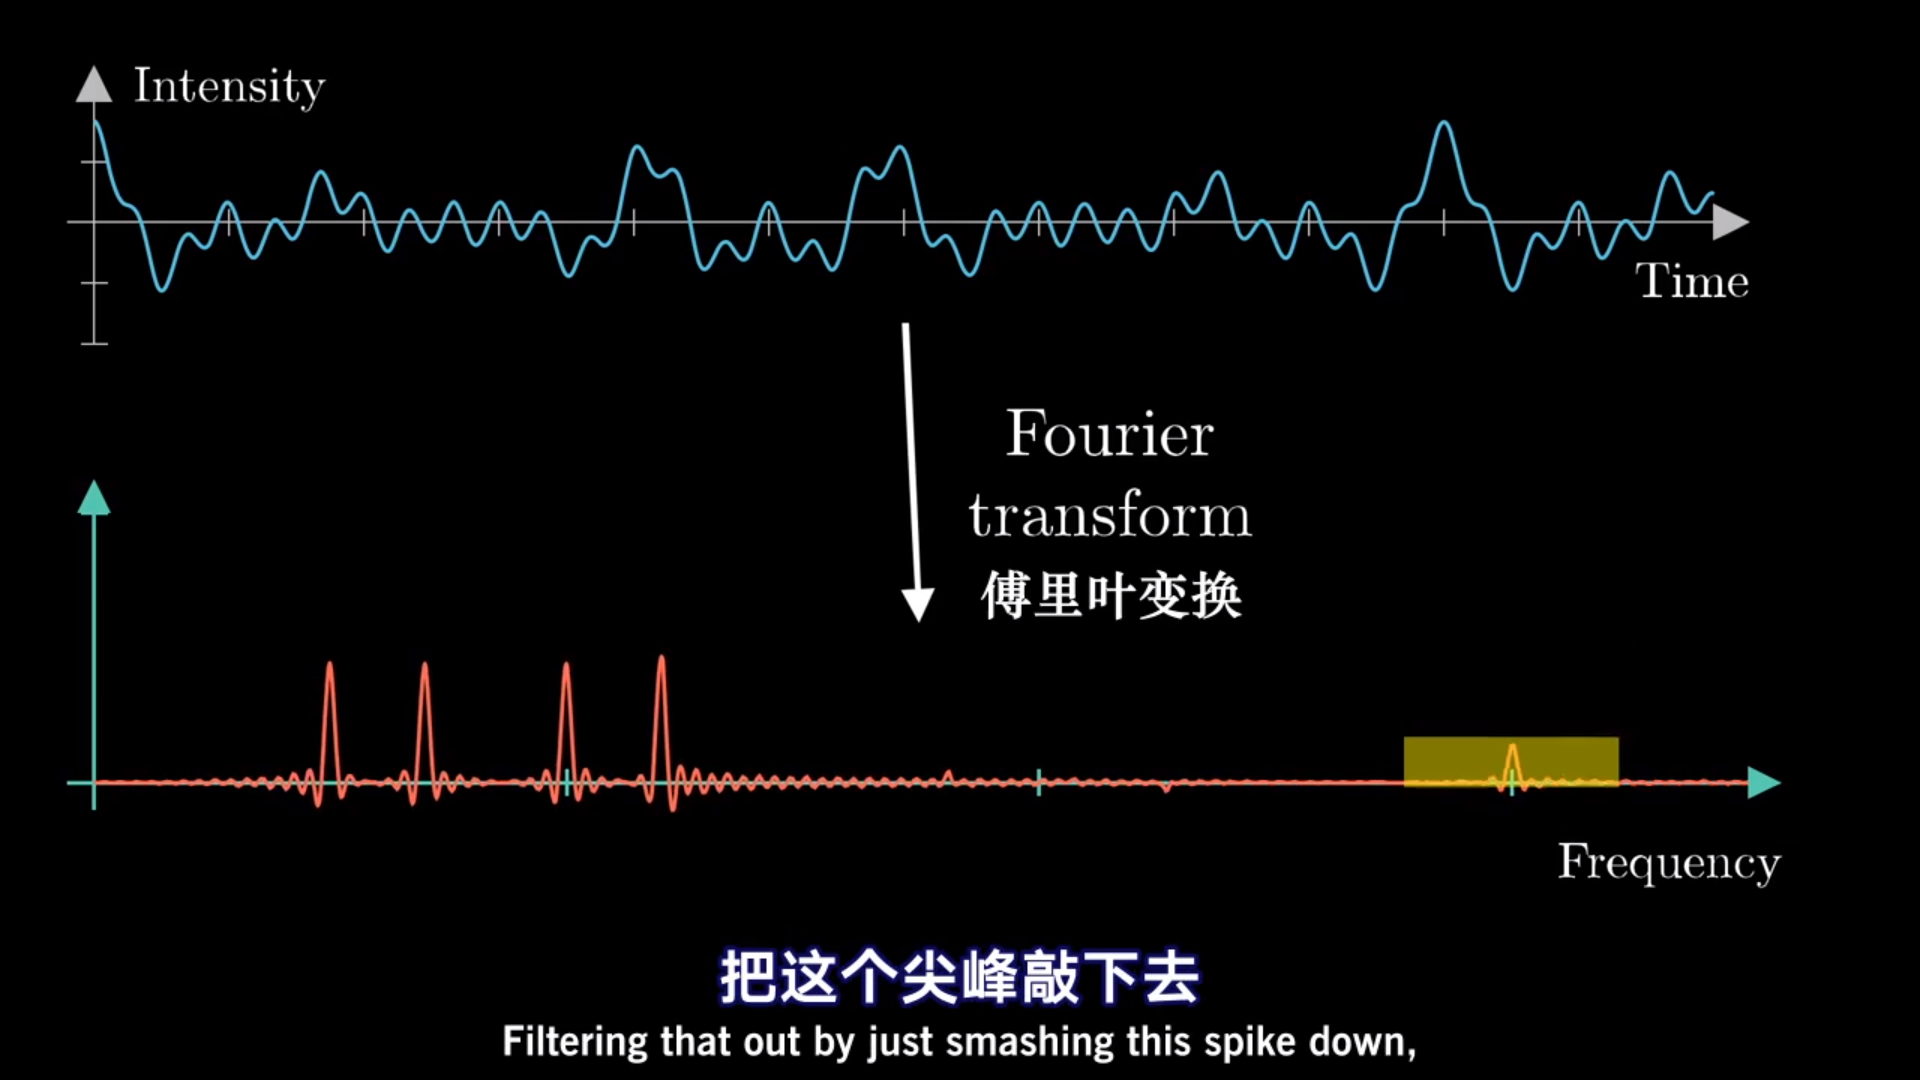 Intensity
Time
Fourier
transform
傅里叶变换
Frequency
把这个尖峰敲下去
Filtering that out by just smashing this spike down,